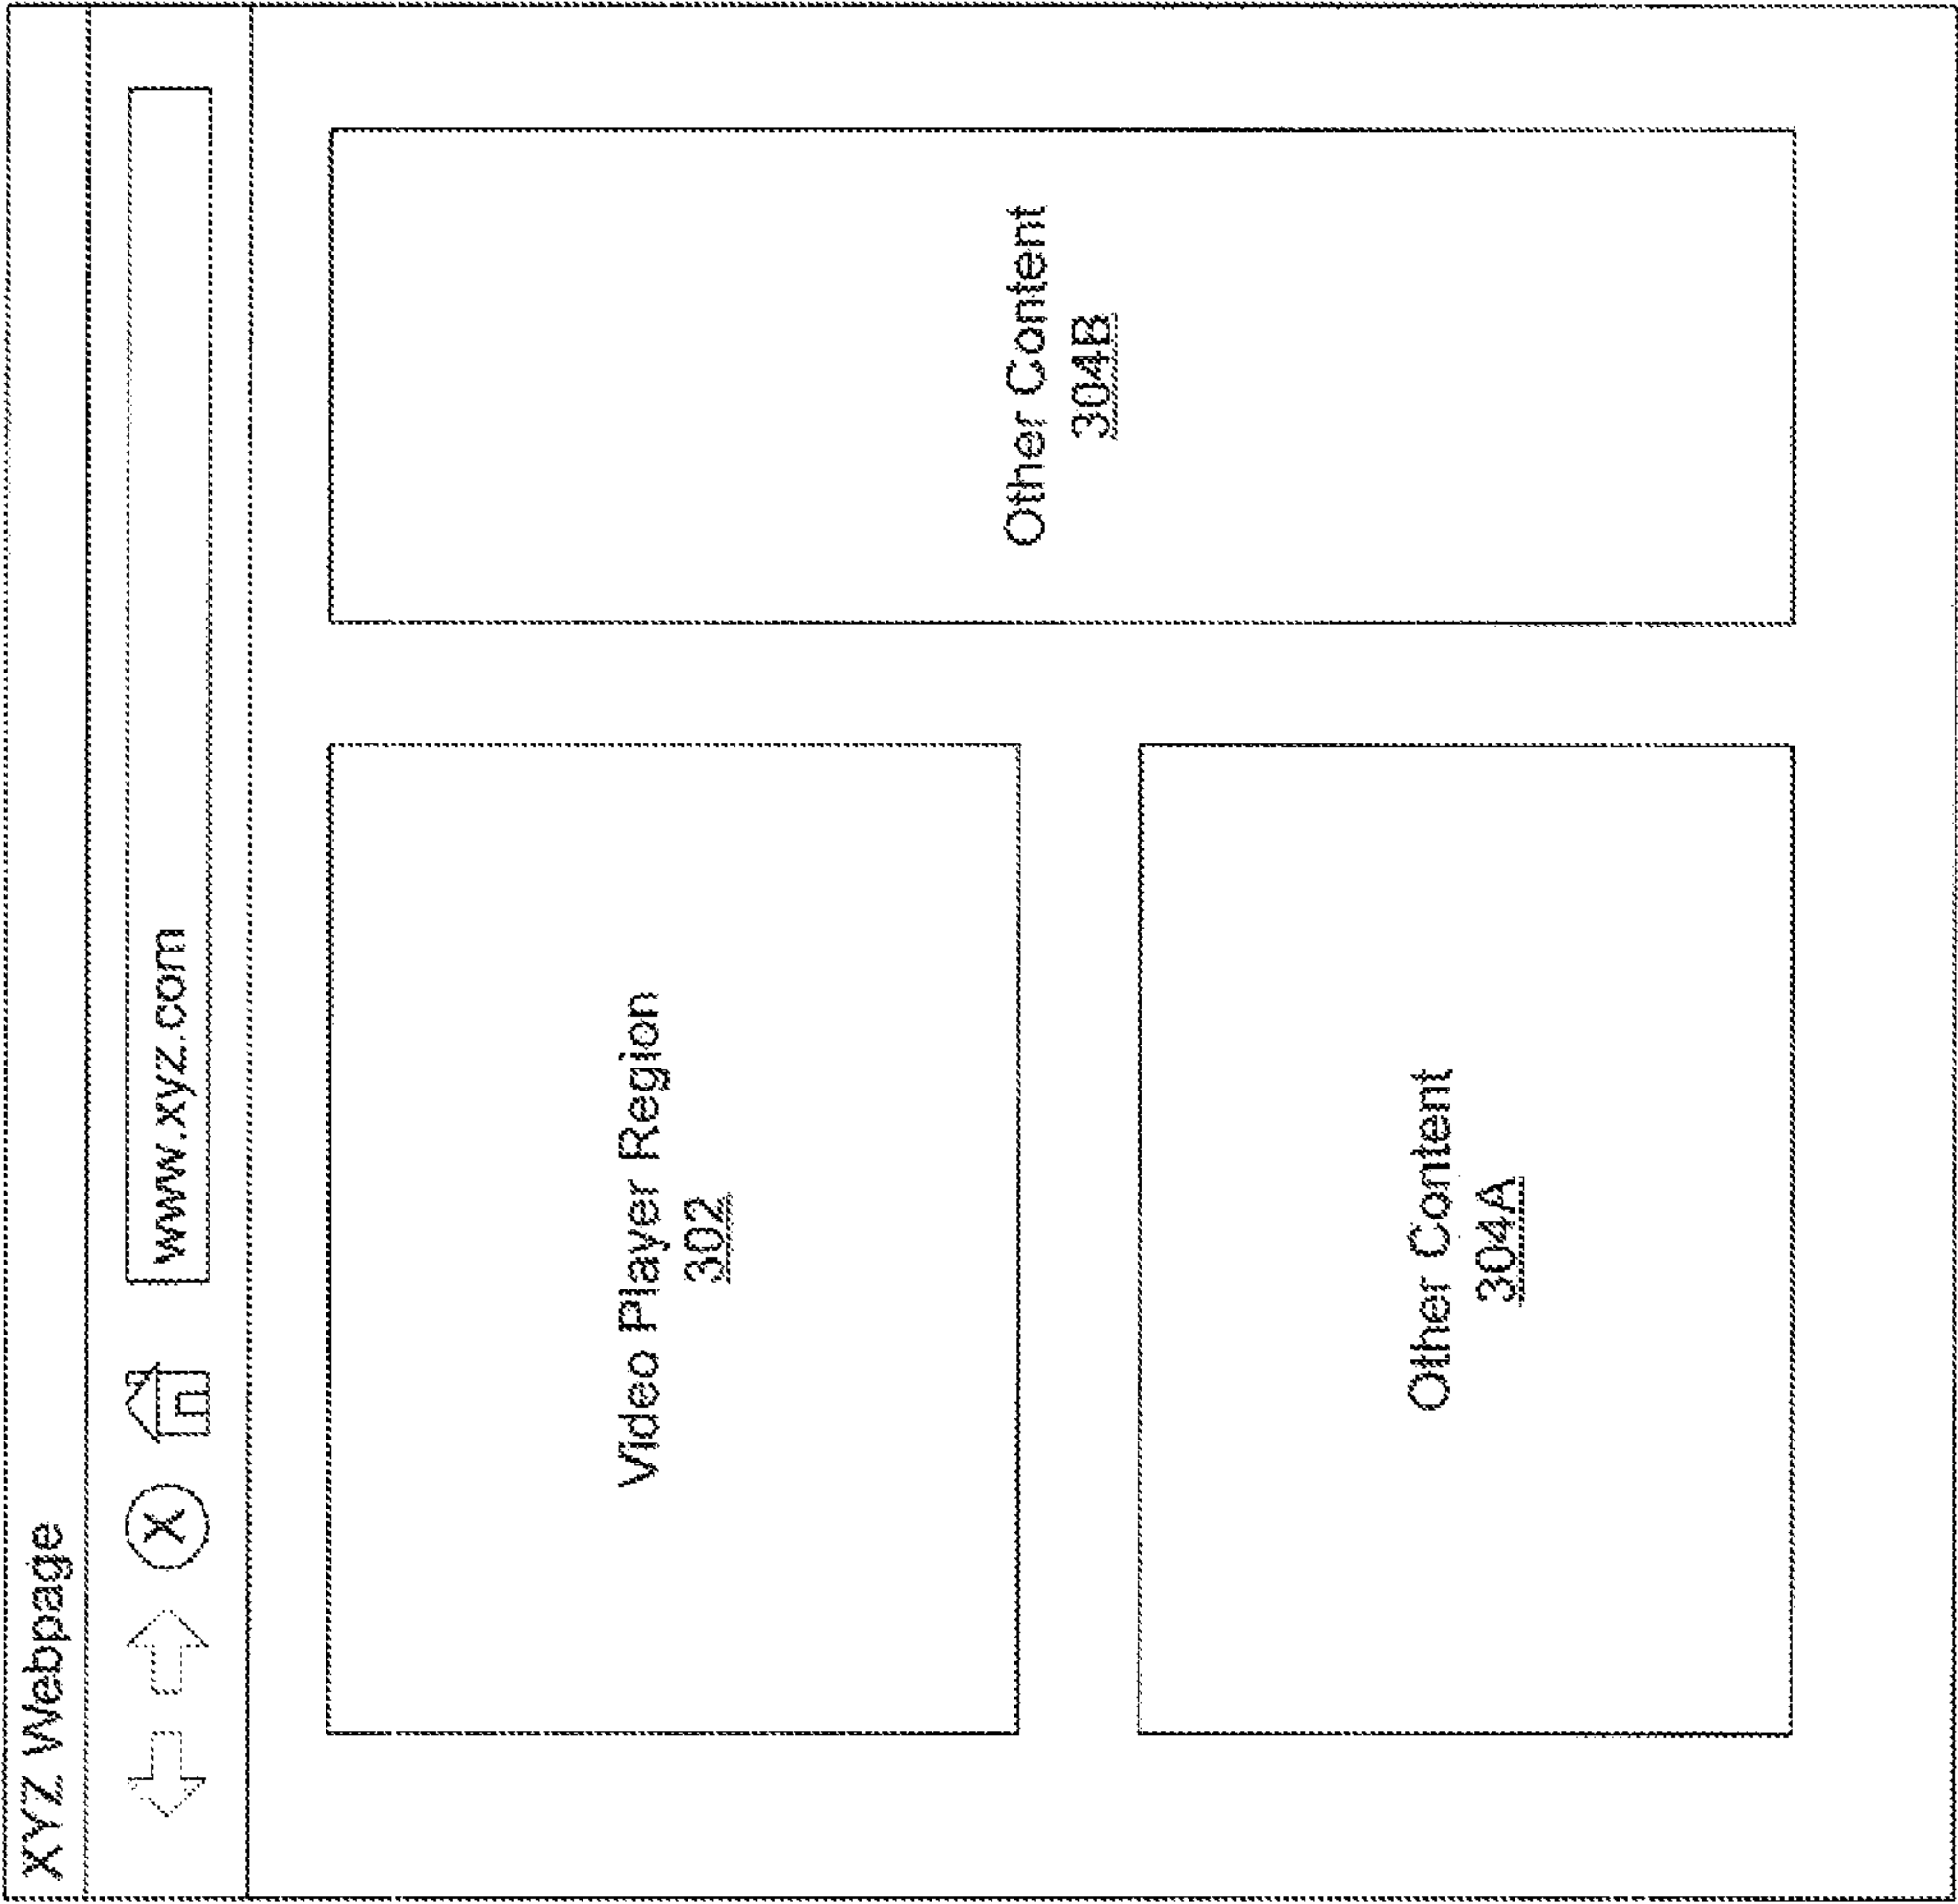 XYZ Webpage
X
www.xyz.com
Video Player Region
302
Other Content
304B
Other Content
304A